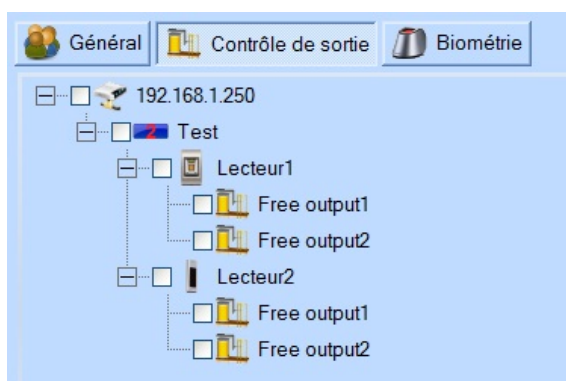 Général Contrôle de sortie Biométrie
192.168.1.250
2 Test
Lecteur1
Free output1
Free output2
Lecteur2
Free output1
Free output2